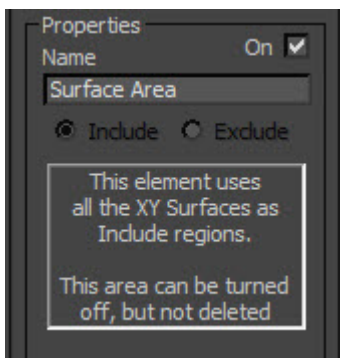 Properties
Name On
Surface Area
Include Exclude
This element uses
all the XY Surfaces as
Include regions.
This area can be turned
off, but not deleted